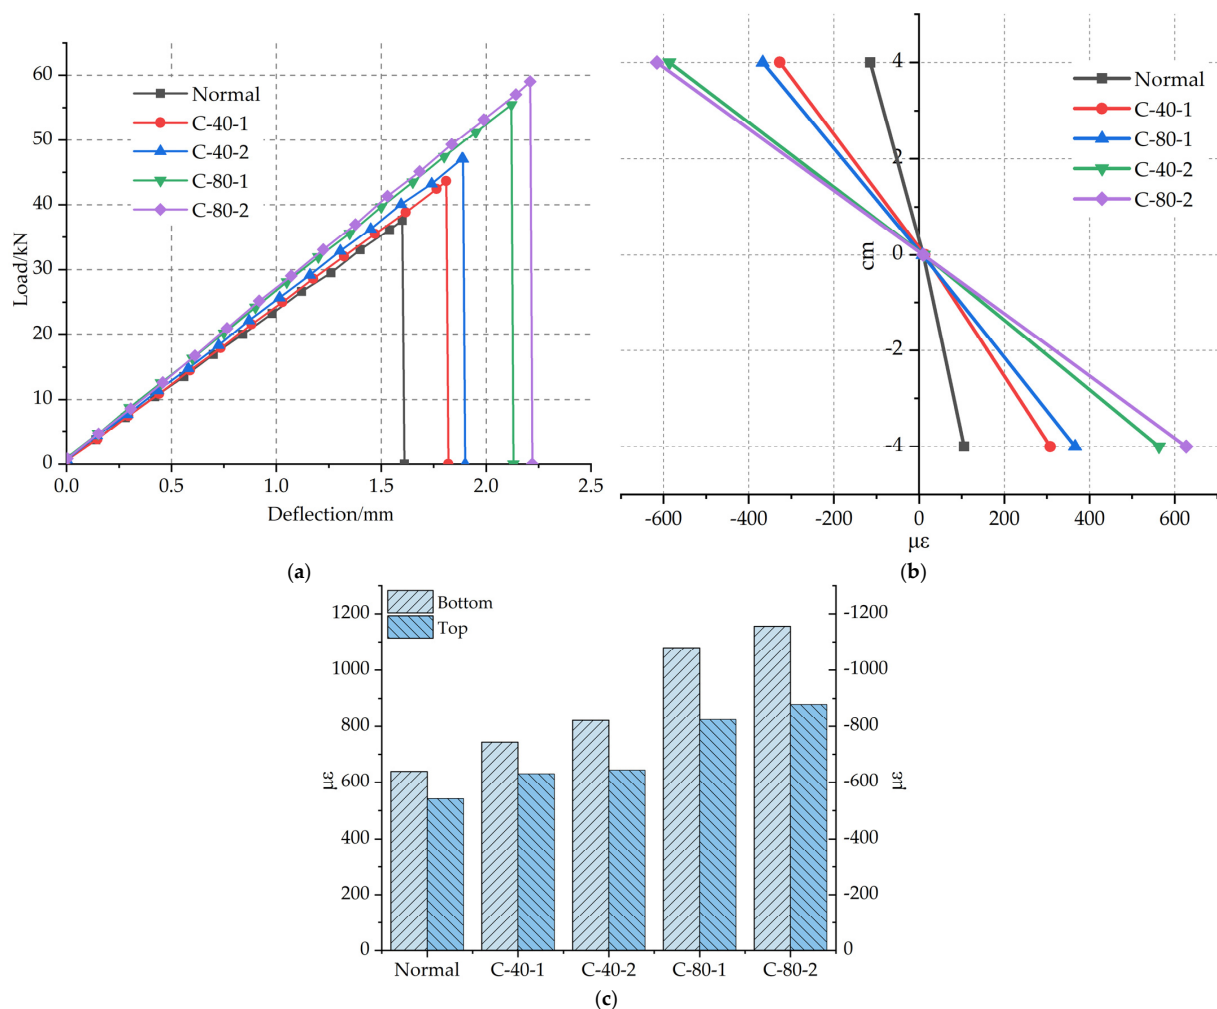 (a)
Load/kN
60
50
40
30
20
10
0
Normal
C-40-1
C-40-2
C-80-1
C-80-2
0.0 0.5 1.0 1.5 2.0 2.5
Deflection/mm
(b)
4
2
0
-2
-4
cm
Normal
C-40-1
C-80-1
C-40-2
C-80-2
-600 -400 -200 0 200 400 600
με
(a)
(b)
με
1200
1000
800
600
400
200
0
Bottom
Top
-1200
-1000
-800
-600
-400
-200
0
με
Normal C-40-1 C-40-2 C-80-1 C-80-2
(c)